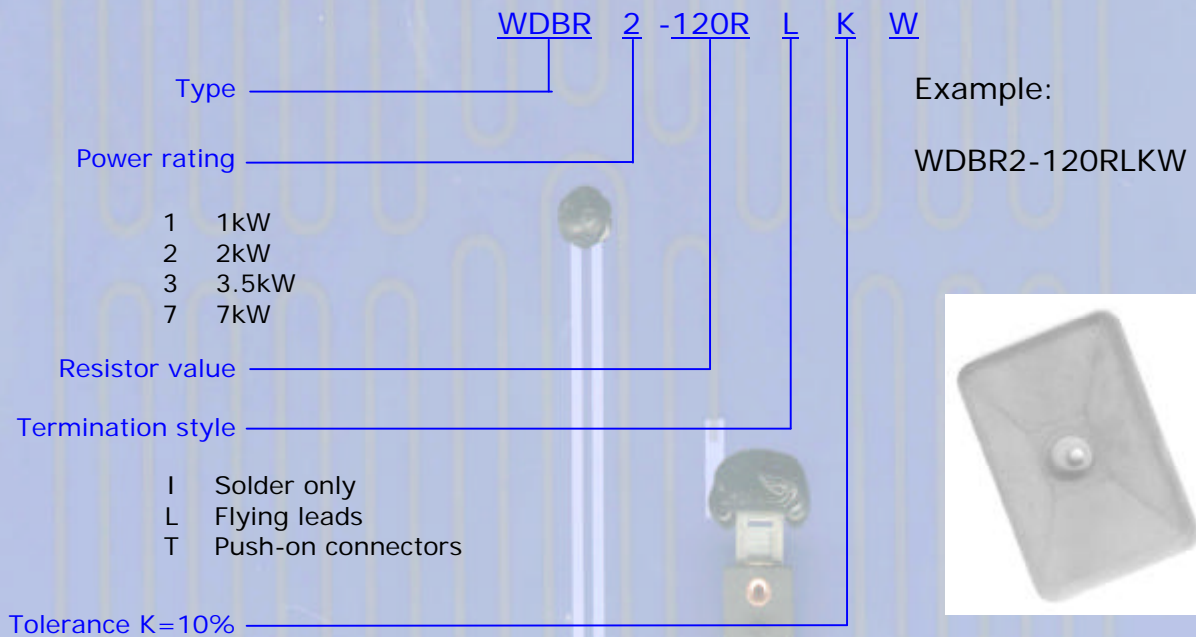 WDBR 2 -120R L K W
Type
Example:
Power rating
WDBR2-120RLKW
1 1kW
2 2kW
3 3.5kW
7 7kW
Resistor value
Termination style
I Solder only
L Flying leads
T Push-on connectors
Tolerance K=10%